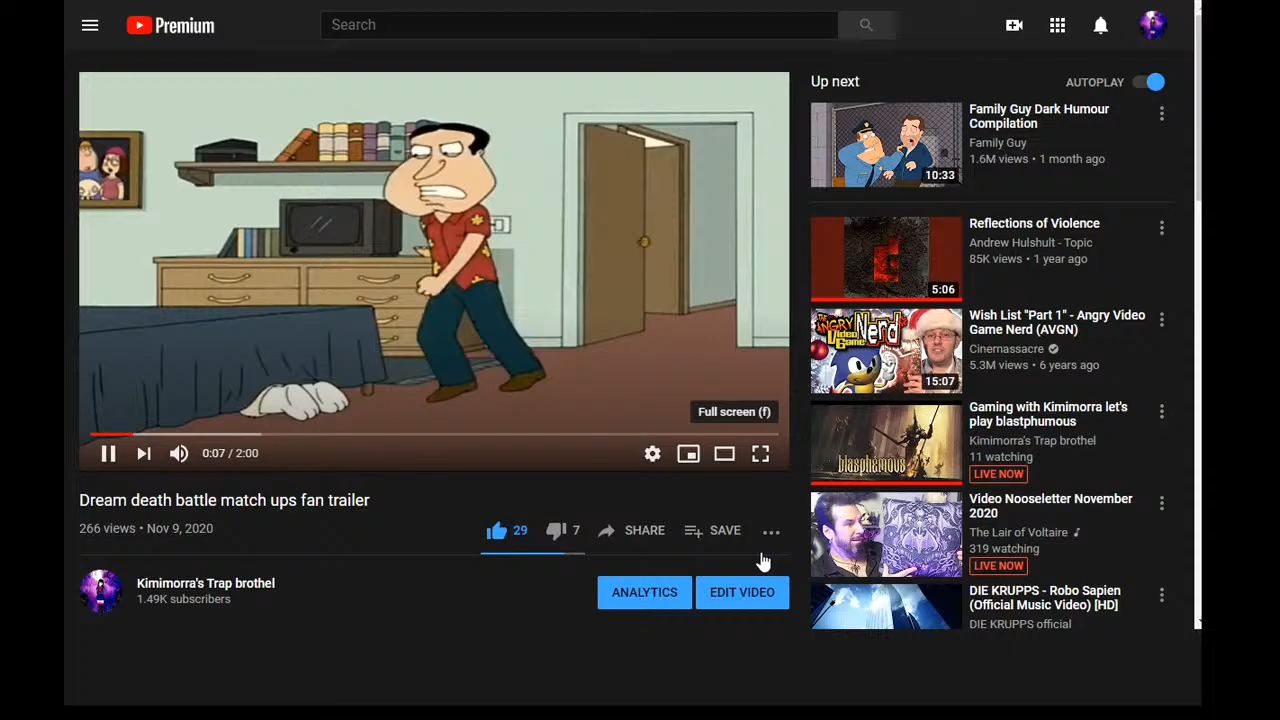 Premium
Search
Up next
AUTOPLAY
Family Guy Dark Humour
Compilation
Family Guy
1.6M views • 1 month ago
10:33
Reflections of Violence
Andrew Hulshult - Topic
85K views • 1 year ago
5:06
THE ANGRY VIDEO GAME NERD
Wish List "Part 1" - Angry Video
Game Nerd (AVGN)
Cinemassacre
5.3M views • 6 years ago
15:07
Full screen (f)
0:07 / 2:00
Gaming with Kimimorra let's
play blastphumous
Kimimorra's Trap brothel
11 watching
LIVE NOW
blasphemous
Dream death battle match ups fan trailer
266 views • Nov 9, 2020
29
7
SHARE
SAVE
Video Nooseletter November
2020
The Lair of Voltaire
319 watching
LIVE NOW
Kimimorra's Trap brothel
1.49K subscribers
ANALYTICS
EDIT VIDEO
DIE KRUPPS - Robo Sapien
(Official Music Video) [HD]
DIE KRUPPS official